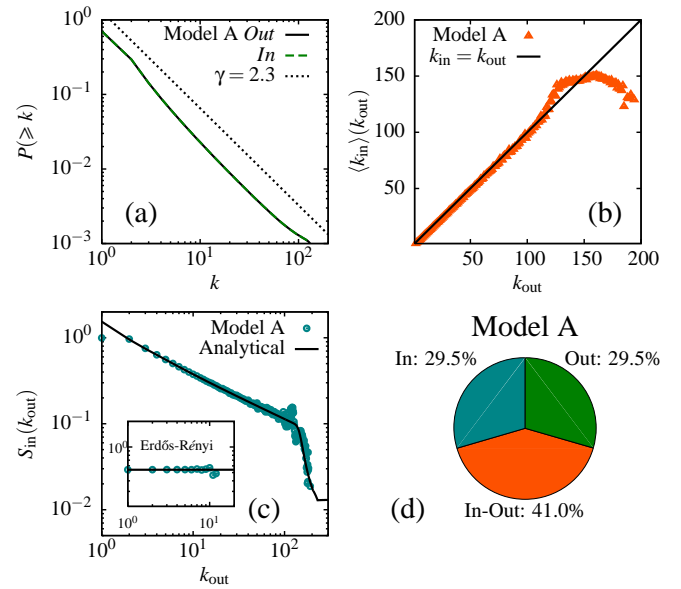 10^0
10^-1
10^-2
10^-3
P(⩾ k)
Model A Out
In
γ = 2.3
(a)
10^0 10^1 10^2
k
200
150
100
50
⟨k_in⟩(k_out)
Model A
k_in = k_out
(b)
50 100 150 200
k_out
10^0
10^-1
10^-2
S_in(k_out)
Model A
Analytical
10^0
Erdős-Rényi
10^0 10^1
(c)
10^0 10^1 10^2
k_out
Model A
In: 29.5% Out: 29.5%
(d)
In-Out: 41.0%